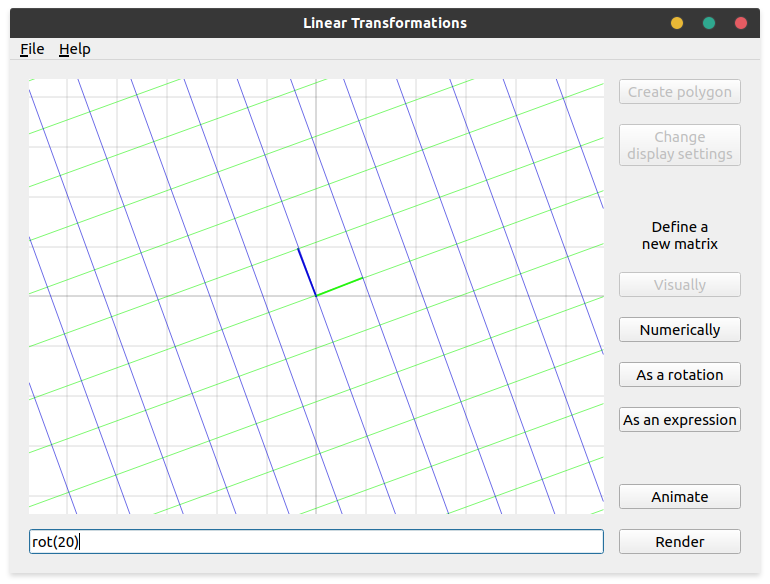 Linear Transformations
File Help
Create polygon
Change
display settings
Define a
new matrix
Visually
Numerically
As a rotation
As an expression
Animate
rot(20)
Render